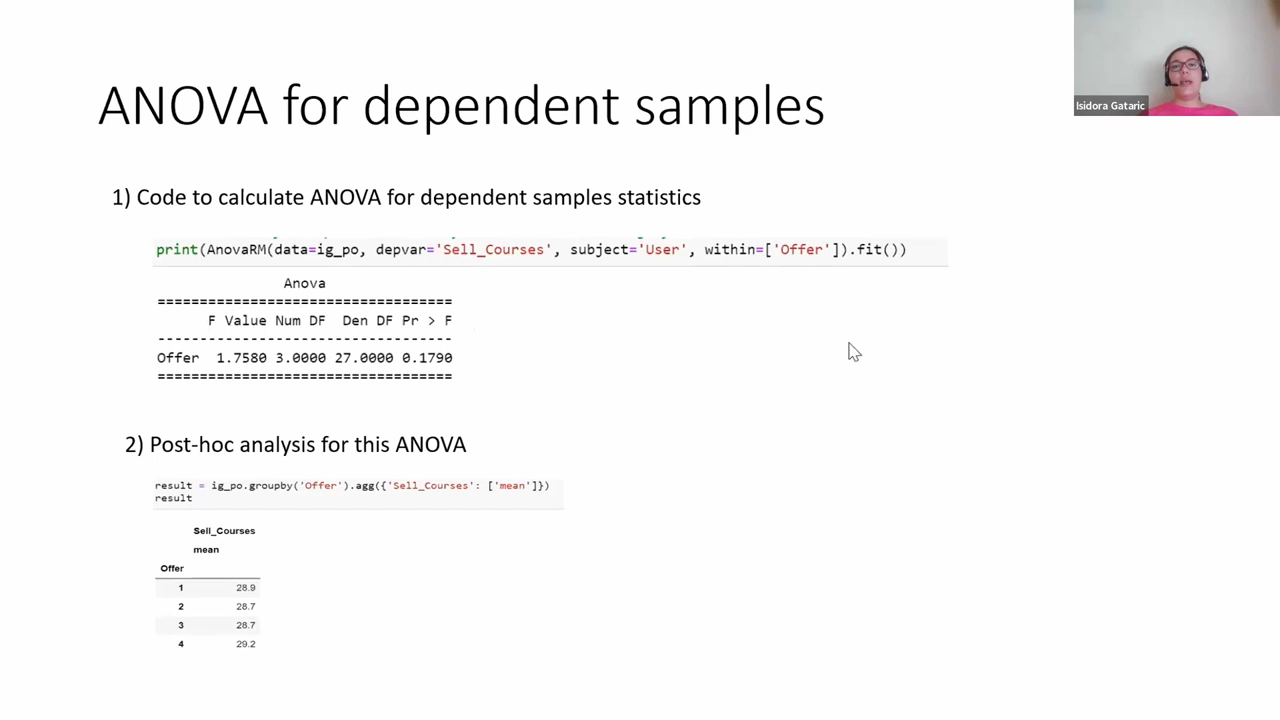 ANOVA for dependent samples
Isidora Gataric
1) Code to calculate ANOVA for dependent samples statistics
print(AnovaRM(data=ig_po, depvar='Sell_Courses', subject='User', within=['Offer']).fit())
Anova
==================================
F Value Num DF Den DF Pr > F
----------------------------------
Offer 1.7580 3.0000 27.0000 0.1790
==================================
2) Post-hoc analysis for this ANOVA
result = ig_po.groupby('Offer').agg({'Sell_Courses': ['mean']})
result
Sell_Courses
mean
Offer
1 28.9
2 28.7
3 28.7
4 29.2